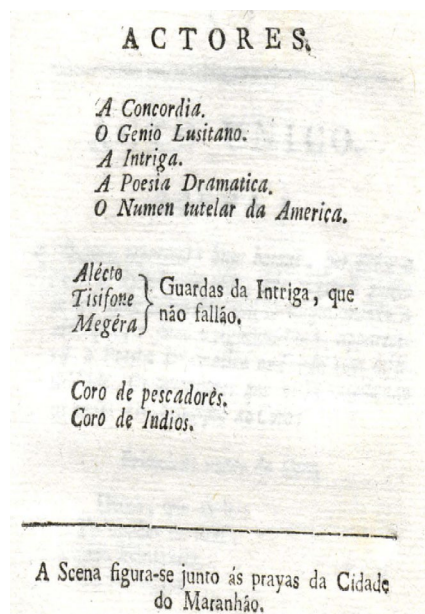 ACTORES.
A Concordia.
O Genio Lusitano.
A Intriga.
A Poesia Dramatica.
O Numen tutelar da America.
Alécto
Tisifone
Megéra
Guardas da Intriga, que
não fallão.
Coro de pescadores.
Coro de Indios.
A Scena figura-se junto ás prayas da Cidade
do Maranhão.